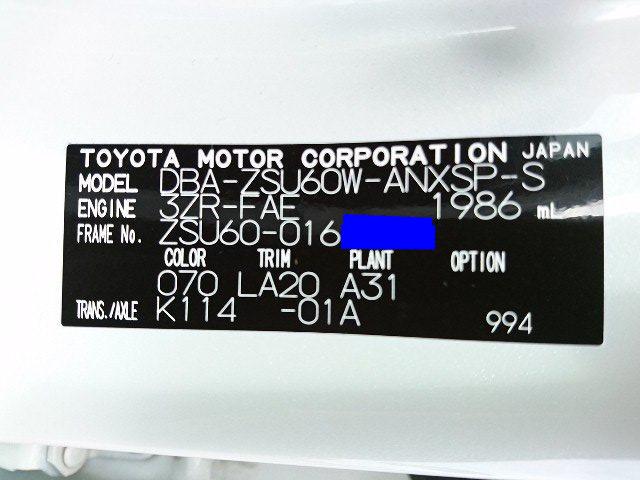 TOYOTA MOTOR CORPORATION JAPAN
MODEL DBA-ZSU60W-ANXSP-S
ENGINE 3ZR-FAE 1986 mL
FRAME No. ZSU60-016
COLOR TRIM PLANT OPTION
070 LA20 A31
TRANS./AXLE K114 -01A 994